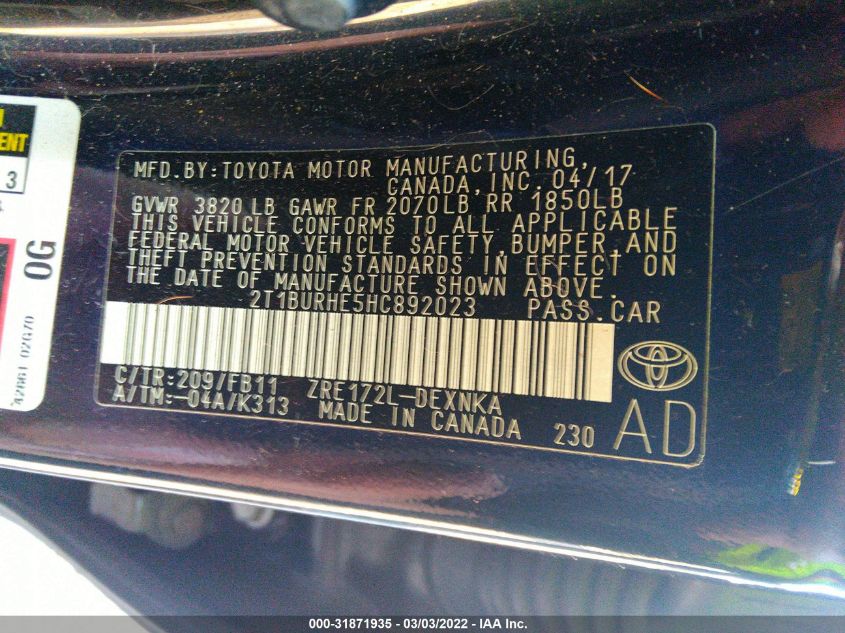 MFD.BY:TOYOTA MOTOR MANUFACTURING,
CANADA, INC. 04/17
GVWR 3820 LB GAWR FR 2070LB RR 1850LB
THIS VEHICLE CONFORMS TO ALL APPLICABLE
FEDERAL MOTOR VEHICLE SAFETY, BUMPER, AND
THEFT PREVENTION STANDARDS IN EFFECT ON
THE DATE OF MANUFACTURE SHOWN ABOVE.
2T1BURHE5HC892023 PASS.CAR
C/TR:209/FB11 ZRE172L-DEXNKA
A/TM:-04A/K313 MADE IN CANADA 230
AD
3
0G
000-31871935 - 03/03/2022 - IAA Inc.